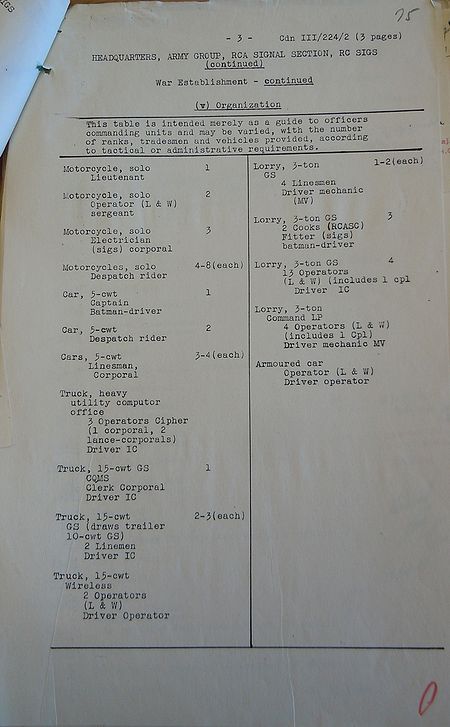 75
- 3 - Cdn III/224/2 (3 pages)
HEADQUARTERS, ARMY GROUP, RCA SIGNAL SECTION, RC SIGS
(continued)
War Establishment - continued
(v) Organization
This table is intended merely as a guide to officers
commanding units and may be varied, with the number
of ranks, tradesmen and vehicles provided, according
to tactical or administrative requirements.
Motorcycle, solo 1
Lieutenant
Motorcycle, solo 2
Operator (L & W)
sergeant
Motorcycle, solo 3
Electrician
(sigs) corporal
Motorcycles, solo 4-8(each)
Despatch rider
Car, 5-cwt 1
Captain
Batman-driver
Car, 5-cwt 2
Despatch rider
Cars, 5-cwt 3-4(each)
Linesman,
Corporal
Truck, heavy
utility computor
office
3 Operators Cipher
(1 corporal, 2
lance-corporals)
Driver IC
Truck, 15-cwt GS 1
CQMS
Clerk Corporal
Driver IC
Truck, 15-cwt 2-3(each)
GS (draws trailer
10-cwt GS)
2 Linemen
Driver IC
Truck, 15-cwt
Wireless
2 Operators
(L & W)
Driver Operator
Lorry, 3-ton 1-2(each)
GS
4 Linesmen
Driver mechanic
(MV)
Lorry, 3-ton GS 3
2 Cooks (RCASC)
Fitter (sigs)
batman-driver
Lorry, 3-ton GS 4
13 Operators
(L & W) (includes 1 cpl
Driver IC
Lorry, 3-ton
Command LP
4 Operators (L & W)
(includes 1 Cpl)
Driver mechanic MV
Armoured car
Operator (L & W)
Driver operator